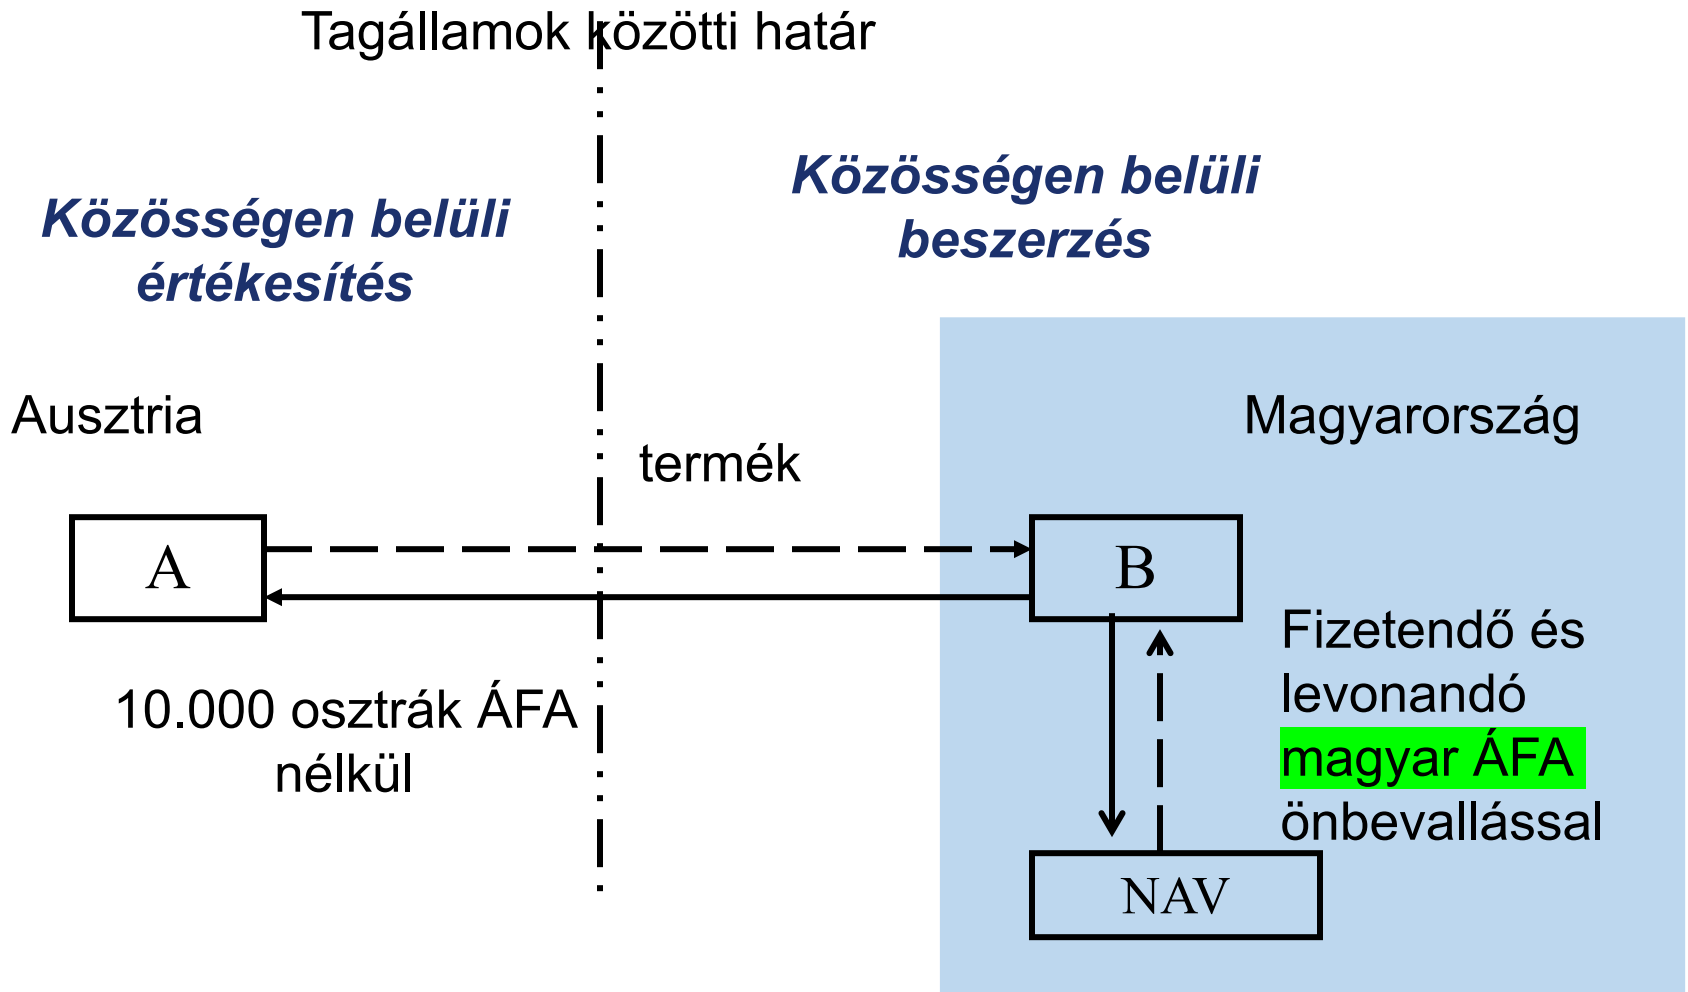 Tagállamok közötti határ
Közösségen belüli
értékesítés
Közösségen belüli
beszerzés
Ausztria
Magyarország
termék
A
B
10.000 osztrák ÁFA
nélkül
Fizetendő és
levonandó
magyar ÁFA
önbevallással
NAV